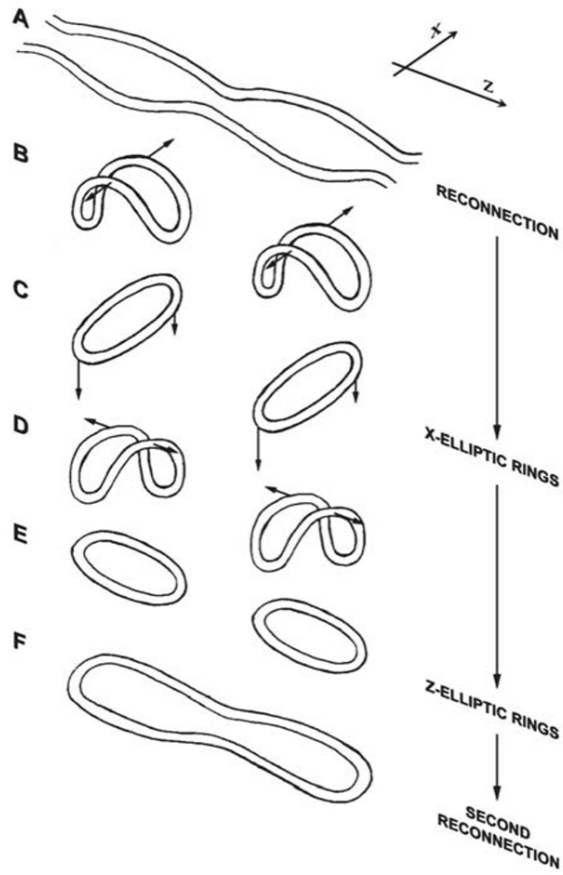 A
X
Z
B
RECONNECTION
C
D
X-ELLIPTIC RINGS
E
F
Z-ELLIPTIC RINGS
SECOND
RECONNECTION